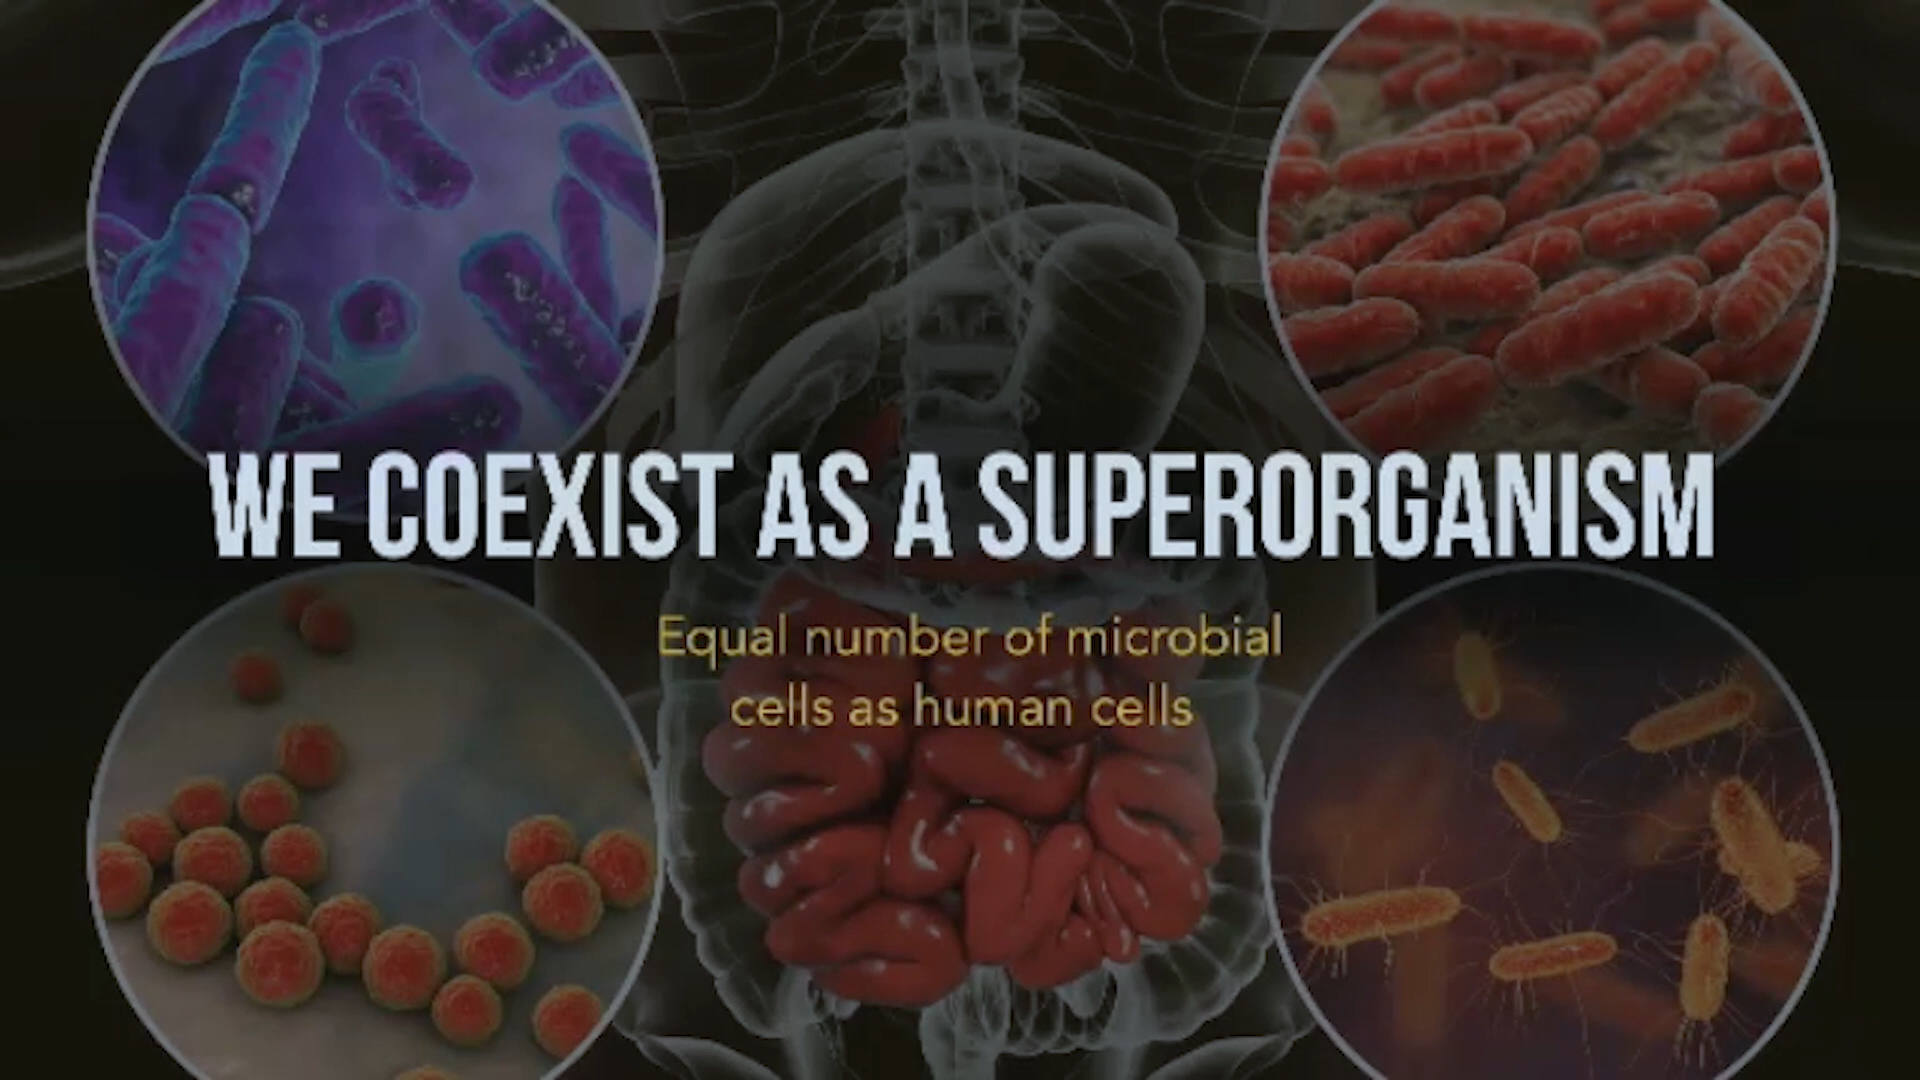 WE COEXIST AS A SUPERORGANISM
Equal number of microbial
cells as human cells